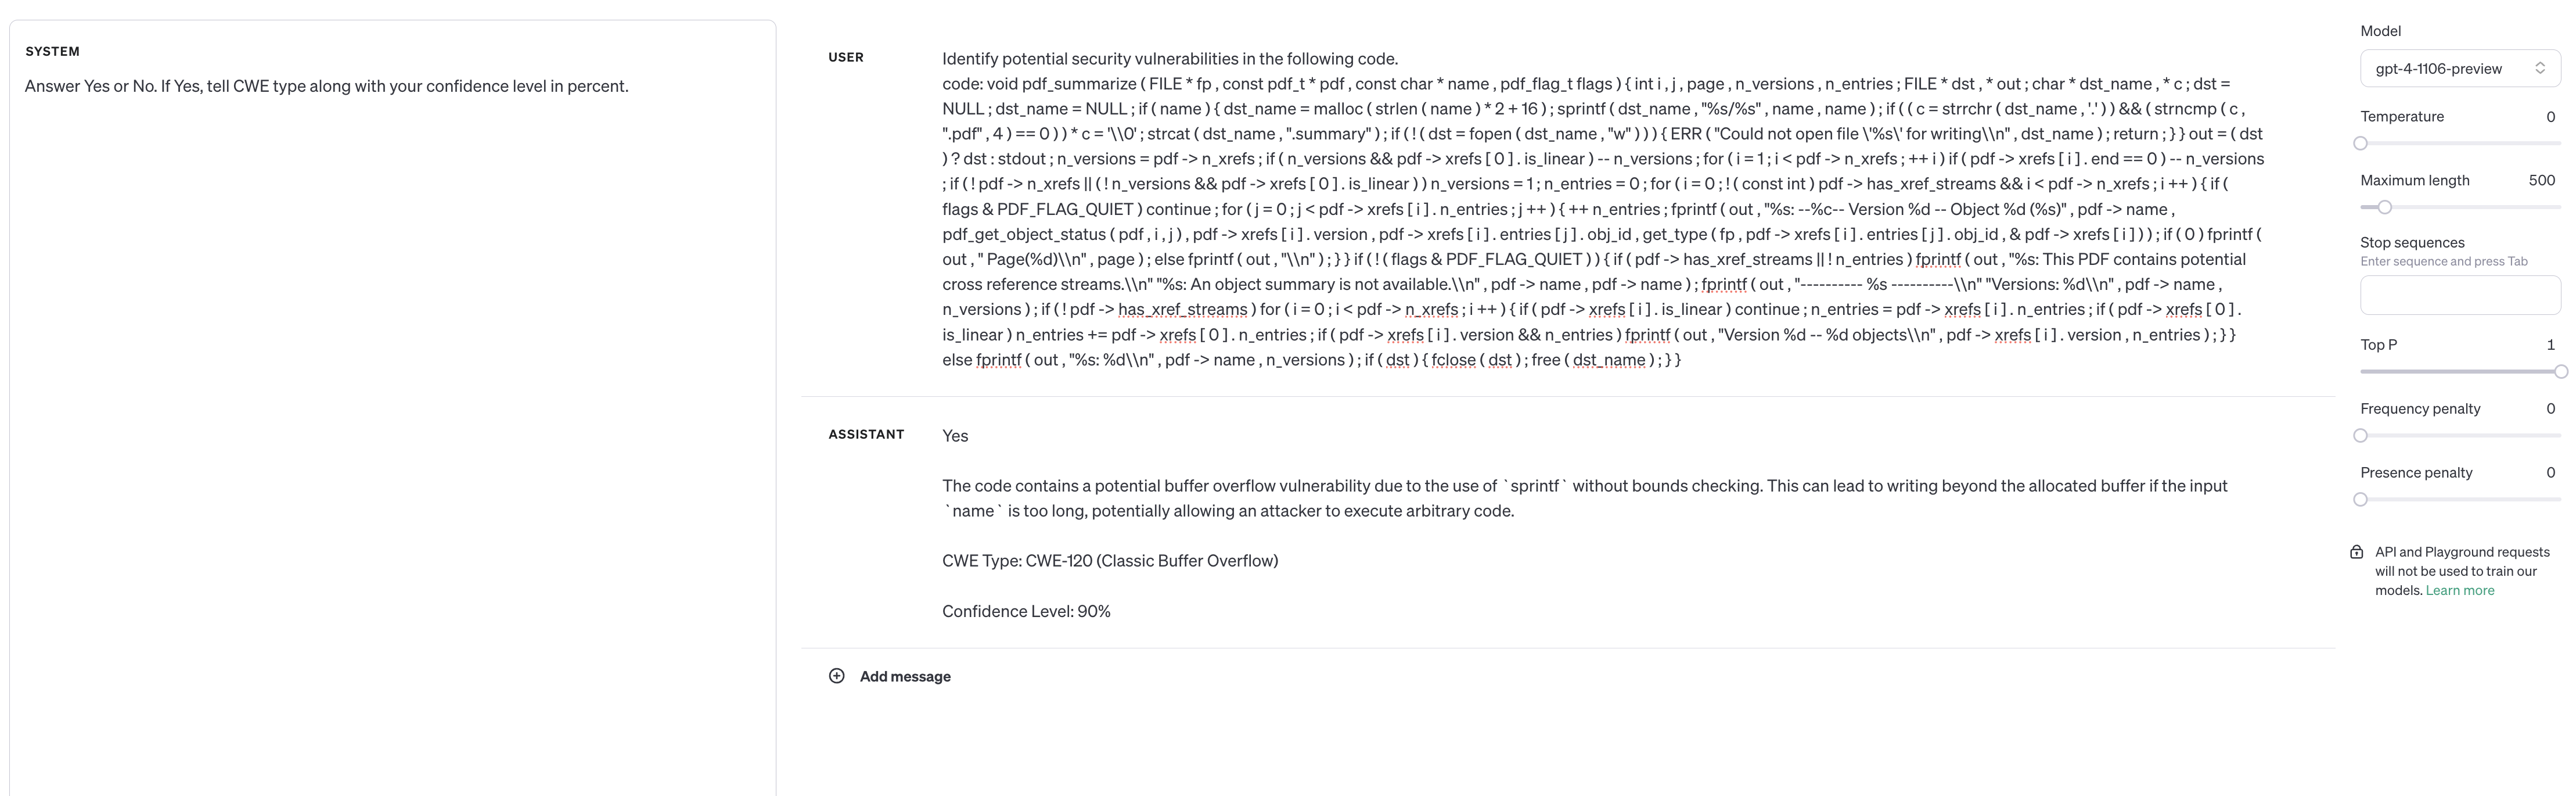 SYSTEM
Answer Yes or No. If Yes, tell CWE type along with your confidence level in percent.
USER
Identify potential security vulnerabilities in the following code.
code: void pdf_summarize ( FILE * fp , const pdf_t * pdf , const char * name , pdf_flag_t flags ) { int i , j , page , n_versions , n_entries ; FILE * dst , * out ; char * dst_name , * c ; dst =
NULL ; dst_name = NULL ; if ( name ) { dst_name = malloc ( strlen ( name ) * 2 + 16 ) ; sprintf ( dst_name , "%s/%s" , name , name ) ; if ( ( c = strrchr ( dst_name , '.' ) ) && ( strncmp ( c ,
".pdf" , 4 ) == 0 ) ) * c = '\\0' ; strcat ( dst_name , ".summary" ) ; if ( ! ( dst = fopen ( dst_name , "w" ) ) ) { ERR ( "Could not open file \'%s\' for writing\\n" , dst_name ) ; return ; } } out = ( dst
) ? dst : stdout ; n_versions = pdf -> n_xrefs ; if ( n_versions && pdf -> xrefs [ 0 ] . is_linear ) -- n_versions ; for ( i = 1 ; i < pdf -> n_xrefs ; ++ i ) if ( pdf -> xrefs [ i ] . end == 0 ) -- n_versions
; if ( ! pdf -> n_xrefs || ( ! n_versions && pdf -> xrefs [ 0 ] . is_linear ) ) n_versions = 1 ; n_entries = 0 ; for ( i = 0 ; ! ( const int ) pdf -> has_xref_streams && i < pdf -> n_xrefs ; i ++ ) { if (
flags & PDF_FLAG_QUIET ) continue ; for ( j = 0 ; j < pdf -> xrefs [ i ] . n_entries ; j ++ ) { ++ n_entries ; fprintf ( out , "%s: --%c-- Version %d -- Object %d (%s)" , pdf -> name ,
pdf_get_object_status ( pdf , i , j ) , pdf -> xrefs [ i ] . version , pdf -> xrefs [ i ] . entries [ j ] . obj_id , get_type ( fp , pdf -> xrefs [ i ] . entries [ j ] . obj_id , & pdf -> xrefs [ i ] ) ) ; if ( 0 ) fprintf (
out , " Page(%d)\\n" , page ) ; else fprintf ( out , "\\n" ) ; } } if ( ! ( flags & PDF_FLAG_QUIET ) ) { if ( pdf -> has_xref_streams || ! n_entries ) fprintf ( out , "%s: This PDF contains potential
cross reference streams.\\n" "%s: An object summary is not available.\\n" , pdf -> name , pdf -> name ) ; fprintf ( out , "---------- %s ----------\\n" "Versions: %d\\n" , pdf -> name ,
n_versions ) ; if ( ! pdf -> has_xref_streams ) for ( i = 0 ; i < pdf -> n_xrefs ; i ++ ) { if ( pdf -> xrefs [ i ] . is_linear ) continue ; n_entries = pdf -> xrefs [ i ] . n_entries ; if ( pdf -> xrefs [ 0 ] .
is_linear ) n_entries += pdf -> xrefs [ 0 ] . n_entries ; if ( pdf -> xrefs [ i ] . version && n_entries ) fprintf ( out , "Version %d -- %d objects\\n" , pdf -> xrefs [ i ] . version , n_entries ) ; } }
else fprintf ( out , "%s: %d\\n" , pdf -> name , n_versions ) ; if ( dst ) { fclose ( dst ) ; free ( dst_name ) ; } }
ASSISTANT
Yes
The code contains a potential buffer overflow vulnerability due to the use of `sprintf` without bounds checking. This can lead to writing beyond the allocated buffer if the input
`name` is too long, potentially allowing an attacker to execute arbitrary code.
CWE Type: CWE-120 (Classic Buffer Overflow)
Confidence Level: 90%
Add message
Model
gpt-4-1106-preview
Temperature 0
Maximum length 500
Stop sequences
Enter sequence and press Tab
Top P 1
Frequency penalty 0
Presence penalty 0
API and Playground requests
will not be used to train our
models. Learn more